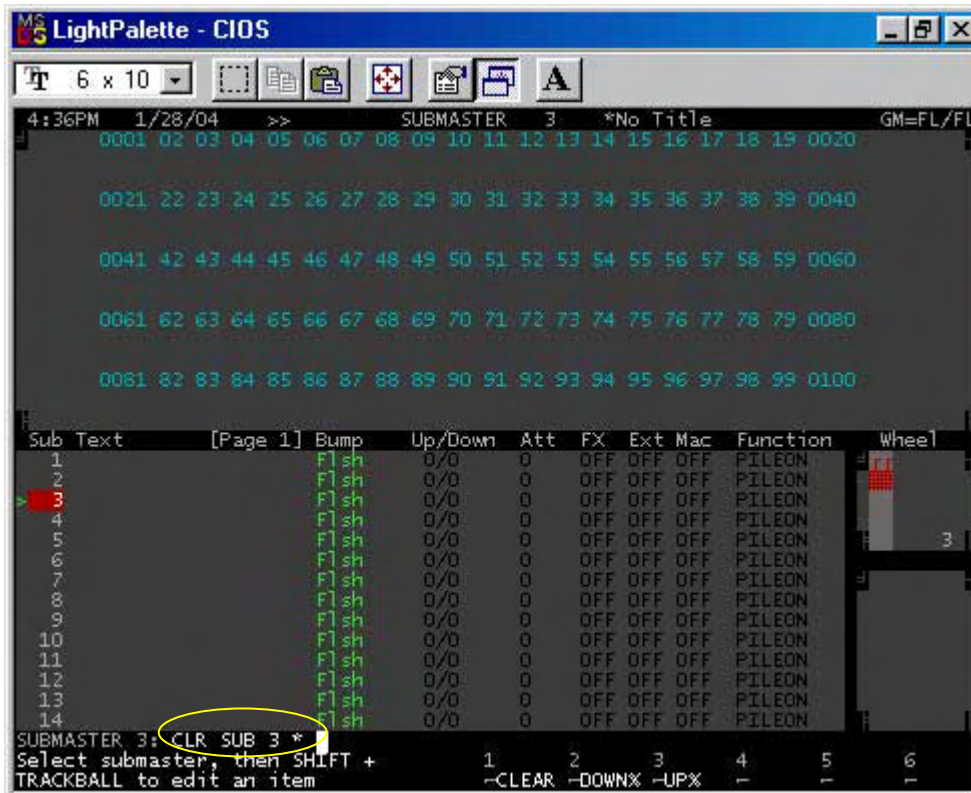 LightPalette - CIOS
6 x 10
4:36PM 1/28/04 >> SUBMASTER 3 *No Title GM=FL/FL
0001 02 03 04 05 06 07 08 09 10 11 12 13 14 15 16 17 18 19 0020
0021 22 23 24 25 26 27 28 29 30 31 32 33 34 35 36 37 38 39 0040
0041 42 43 44 45 46 47 48 49 50 51 52 53 54 55 56 57 58 59 0060
0061 62 63 64 65 66 67 68 69 70 71 72 73 74 75 76 77 78 79 0080
0081 82 83 84 85 86 87 88 89 90 91 92 93 94 95 96 97 98 99 0100
Sub Text [Page 1] Bump Up/Down Att FX Ext Mac Function Wheel
1 Flsh 0/0 0 OFF OFF OFF PILEON
2 Flsh 0/0 0 OFF OFF OFF PILEON
> 3 Flsh 0/0 0 OFF OFF OFF PILEON
4 Flsh 0/0 0 OFF OFF OFF PILEON
5 Flsh 0/0 0 OFF OFF OFF PILEON 3
6 Flsh 0/0 0 OFF OFF OFF PILEON
7 Flsh 0/0 0 OFF OFF OFF PILEON
8 Flsh 0/0 0 OFF OFF OFF PILEON
9 Flsh 0/0 0 OFF OFF OFF PILEON
10 Flsh 0/0 0 OFF OFF OFF PILEON
11 Flsh 0/0 0 OFF OFF OFF PILEON
12 Flsh 0/0 0 OFF OFF OFF PILEON
13 Flsh 0/0 0 OFF OFF OFF PILEON
14 Flsh 0/0 0 OFF OFF OFF PILEON
SUBMASTER 3: CLR SUB 3 *
Select submaster, then SHIFT + 1 2 3 4 5 6
TRACKBALL to edit an item CLEAR DOWN% UP%